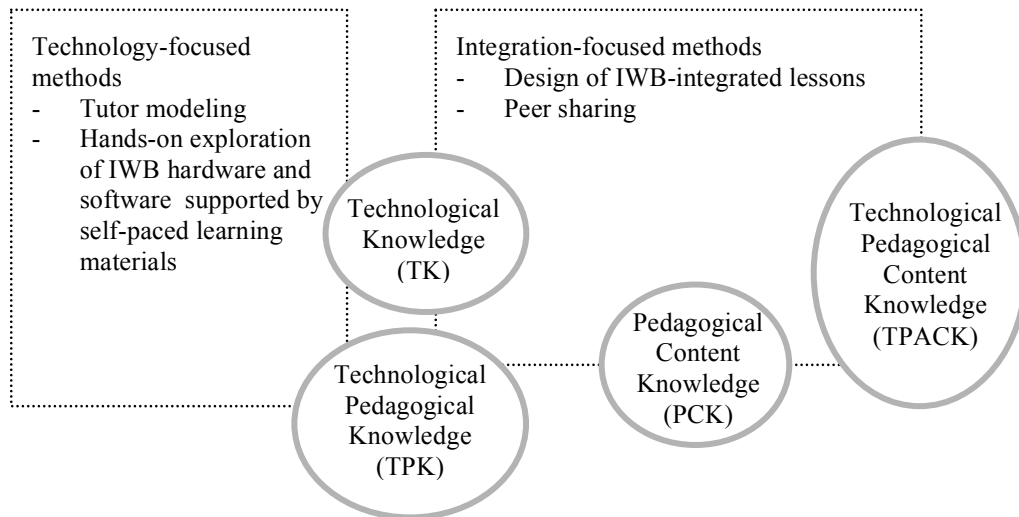 Technology-focused
methods
- Tutor modeling
- Hands-on exploration
of IWB hardware and
software supported by
self-paced learning
materials
Integration-focused methods
- Design of IWB-integrated lessons
- Peer sharing
Technological
Knowledge
(TK)
Technological
Pedagogical
Knowledge
(TPK)
Pedagogical
Content
Knowledge
(PCK)
Technological
Pedagogical
Content
Knowledge
(TPACK)